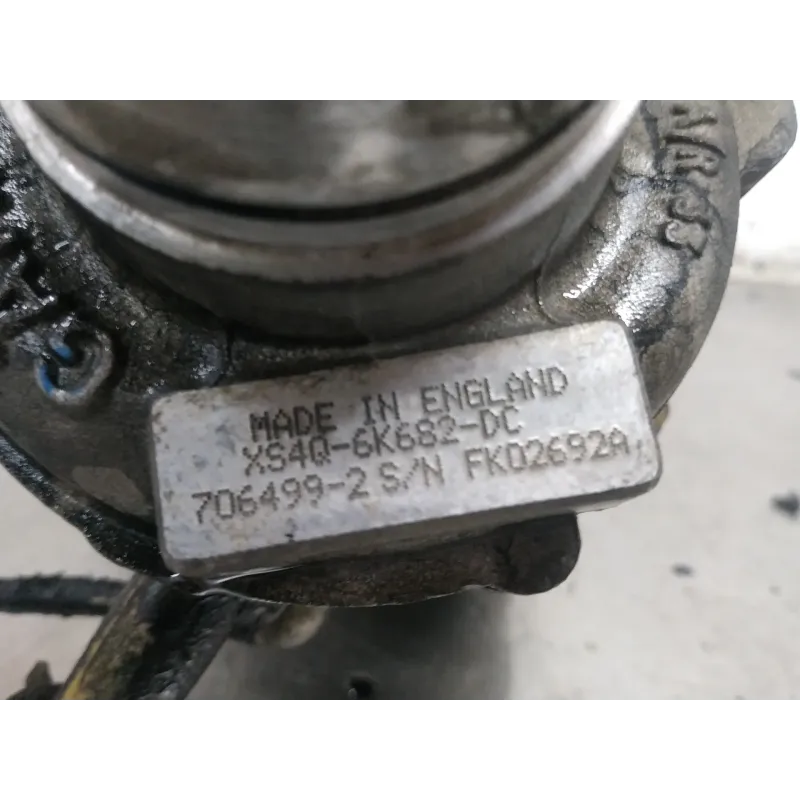 MADE IN ENGLAND
XS4Q-6K682-DC
706499-2 S/N FK02692A